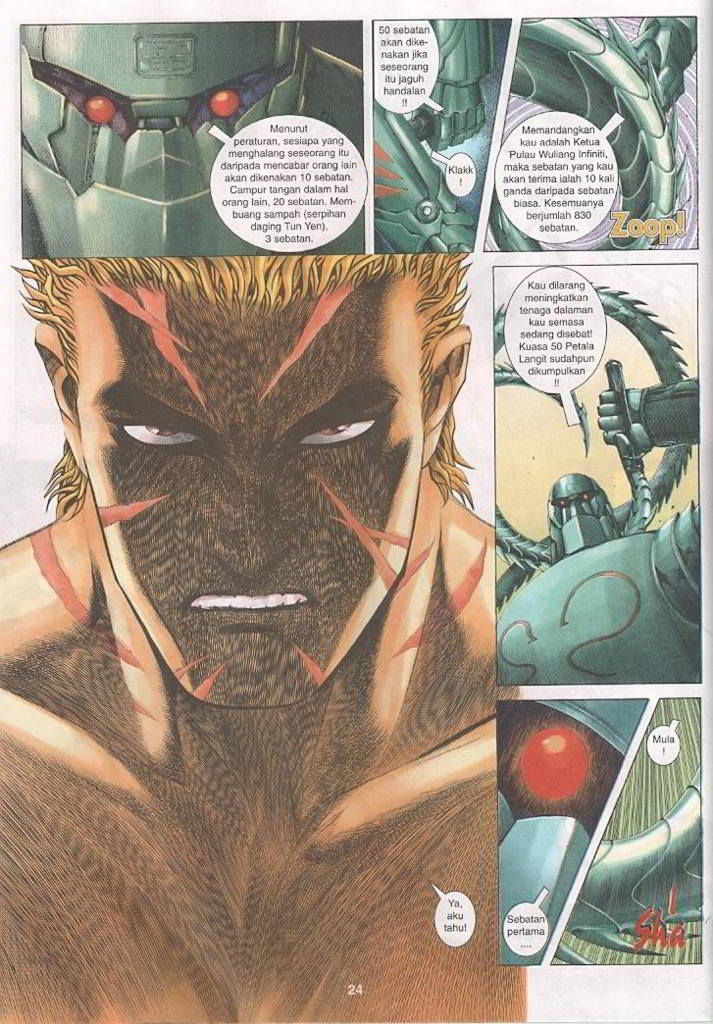 Menurut
peraturan, sesiapa yang
menghalang seseorang itu
daripada mencabar orang lain
akan dikenakan 10 sebatan.
Campur tangan dalam hal
orang lain, 20 sebatan. Mem-
buang sampah (serpihan
daging Tun Yen),
3 sebatan.
50 sebatan
akan dike-
nakan jika
seseorang
itu jaguh
handalan
!!
Klakk
!
Memandangkan
kau adalah Ketua
Pulau Wuliang Infiniti,
maka sebatan yang kau
akan terima ialah 10 kali
ganda daripada sebatan
biasa. Kesemuanya
berjumlah 830
sebatan.
Zoop!
Kau dilarang
meningkatkan
tenaga dalaman
kau semasa
sedang disebat!
Kuasa 50 Petala
Langit sudahpun
dikumpulkan
!!
Ya,
aku
tahu!
Sebatan
pertama
....
Mula
!
Sha
!
24